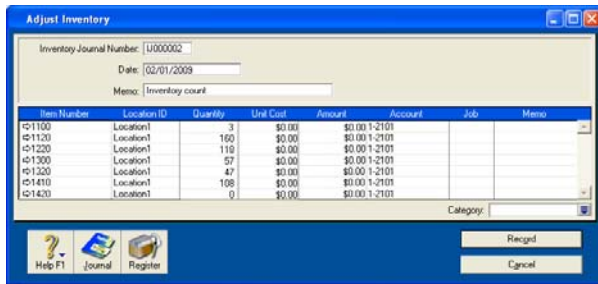 Adjust Inventory
Inventory Journal Number: IJ000002
Date: 02/01/2009
Memo: Inventory count
Item Number Location ID Quantity Unit Cost Amount Account Job Memo
1100 Location1 3 $0.00 $0.00 1-2101
1120 Location1 160 $0.00 $0.00 1-2101
1220 Location1 118 $0.00 $0.00 1-2101
1300 Location1 57 $0.00 $0.00 1-2101
1320 Location1 47 $0.00 $0.00 1-2101
1410 Location1 108 $0.00 $0.00 1-2101
1420 Location1 0 $0.00 $0.00 1-2101
Category:
Help F1 Journal Register
Record
Cancel